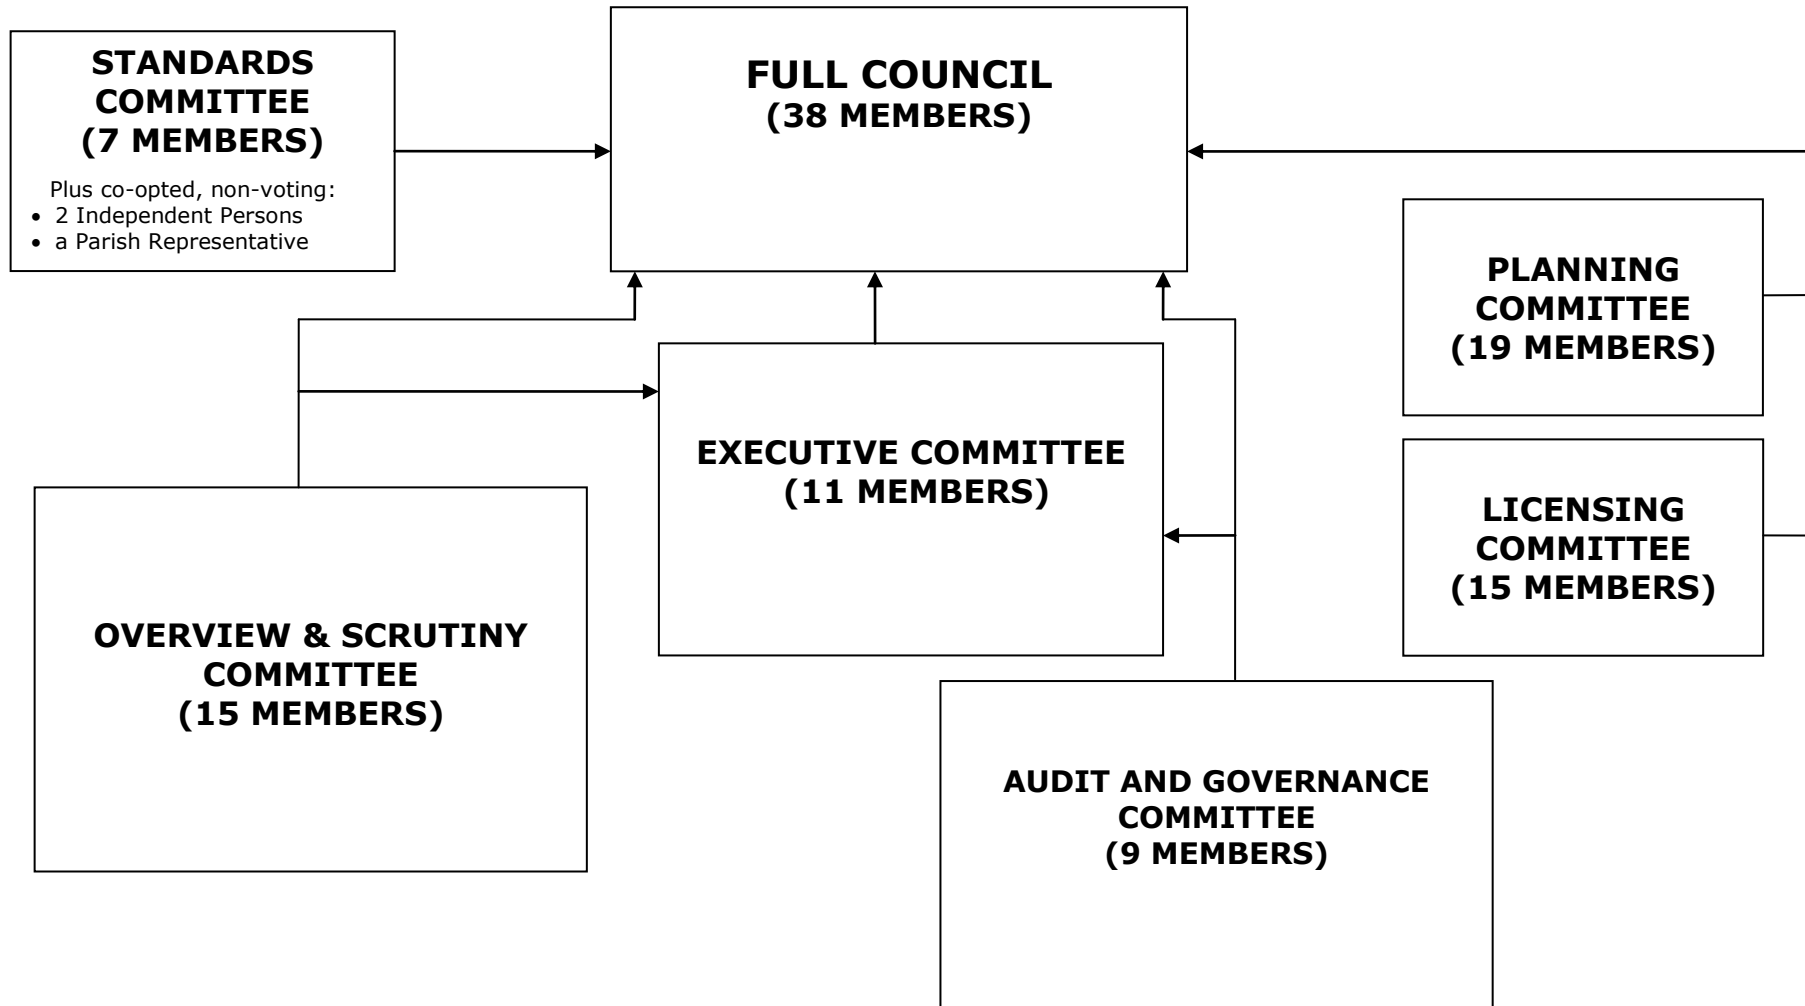 STANDARDS
COMMITTEE
(7 MEMBERS)
Plus co-opted, non-voting:
• 2 Independent Persons
• a Parish Representative
FULL COUNCIL
(38 MEMBERS)
PLANNING
COMMITTEE
(19 MEMBERS)
EXECUTIVE COMMITTEE
(11 MEMBERS)
LICENSING
COMMITTEE
(15 MEMBERS)
OVERVIEW & SCRUTINY
COMMITTEE
(15 MEMBERS)
AUDIT AND GOVERNANCE
COMMITTEE
(9 MEMBERS)